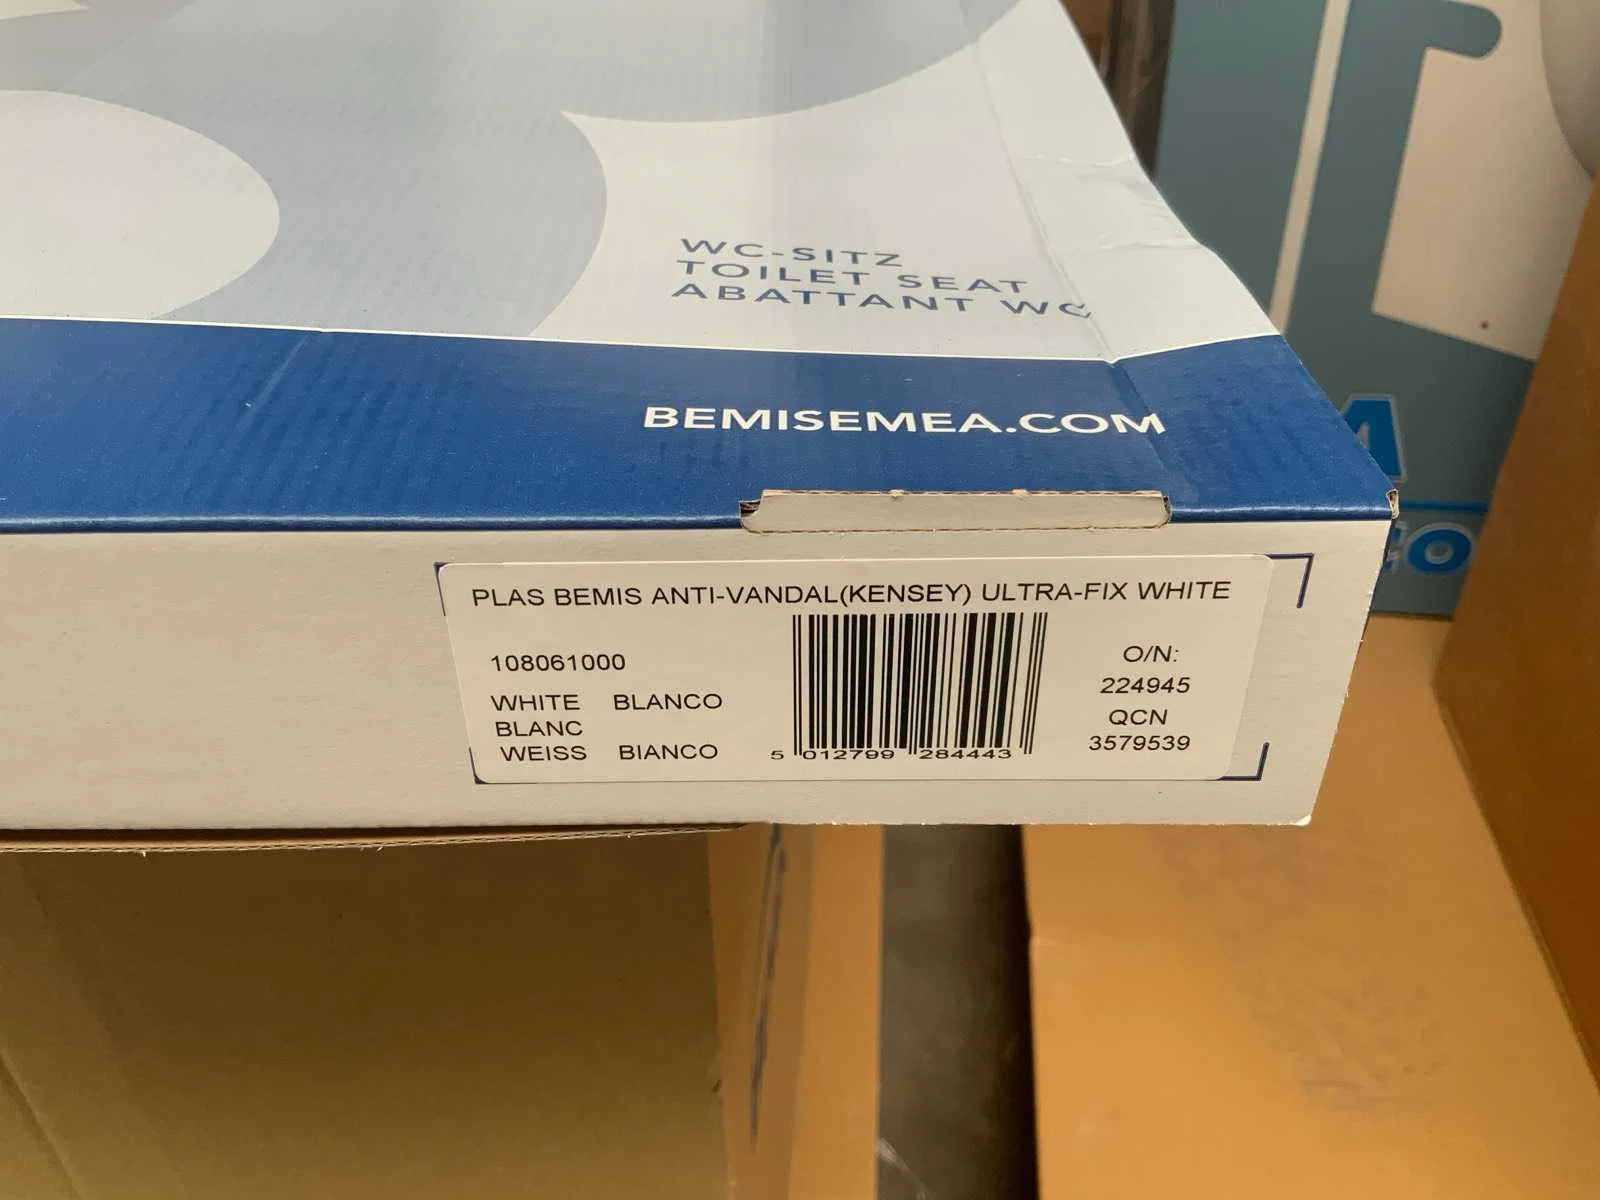 WC-SITZ
TOILET SEAT
ABATTANT WC
BEMISEMEA.COM
PLAS BEMIS ANTI-VANDAL(KENSEY) ULTRA-FIX WHITE
108061000
WHITE BLANCO
BLANC
WEISS BIANCO
5 012799 284443
O/N:
224945
QCN
3579539